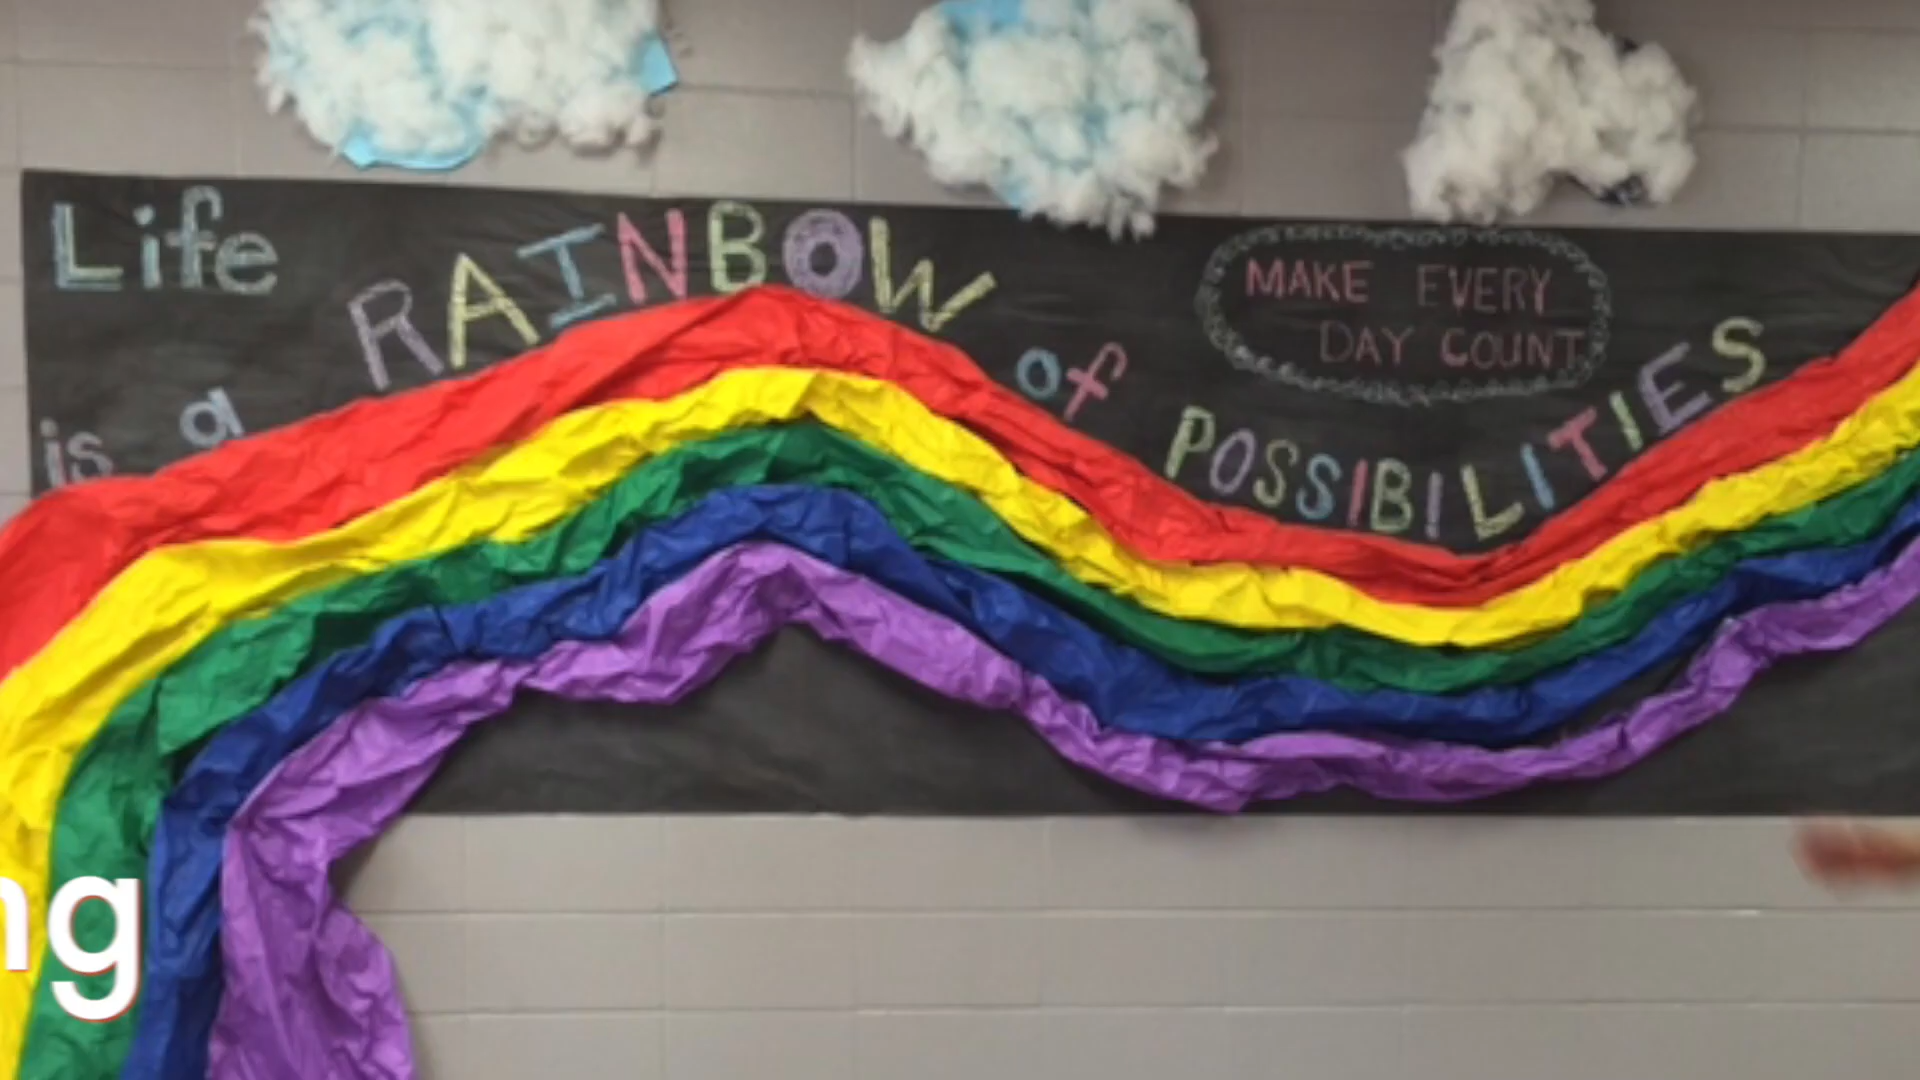 Life
is a RAINBOW of POSSIBILITIES
MAKE EVERY
DAY COUNT
ng